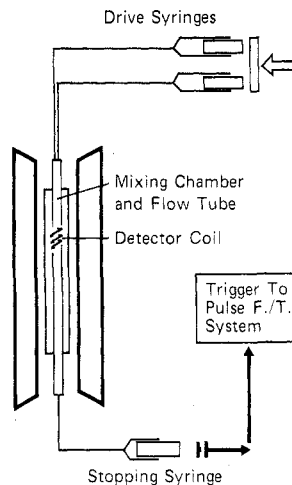 Drive Syringes
Mixing Chamber
and Flow Tube
Detector Coil
Trigger To
Pulse F./T.
System
Stopping Syringe